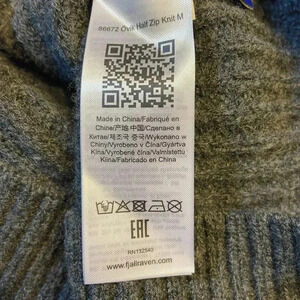 86672 Övik Half Zip Knit M
Made in China/Fabriqué en
Chine/产地 中国/Сделано в
Китае/제조국 중국/Wykonano w
Chiny/Vyrobeno v Číně/Gyártva
Kína/Vyrobené v Čína/Valmistettu
Kiina/Fabricado en China
EAC
RN132540
www.fjallraven.com